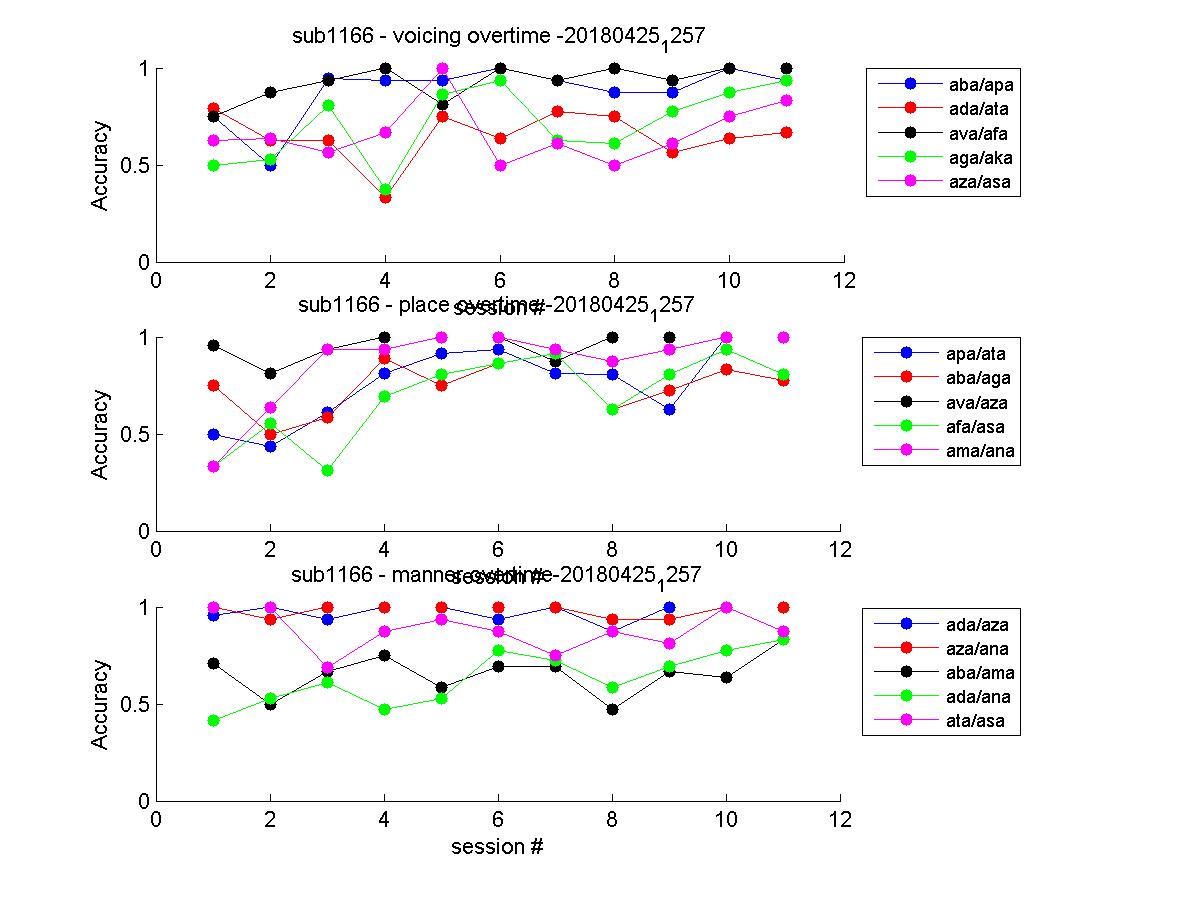 sub1166 - voicing overtime -20180425₁257
1
0.5
0
Accuracy
0 2 4 6 8 10 12
session #
aba/apa
ada/ata
ava/afa
aga/aka
aza/asa
sub1166 - place overtime -20180425₁257
1
0.5
0
Accuracy
0 2 4 6 8 10 12
session #
apa/ata
aba/aga
ava/aza
afa/asa
ama/ana
sub1166 - manner overtime -20180425₁257
1
0.5
0
Accuracy
0 2 4 6 8 10 12
session #
ada/aza
aza/ana
aba/ama
ada/ana
ata/asa